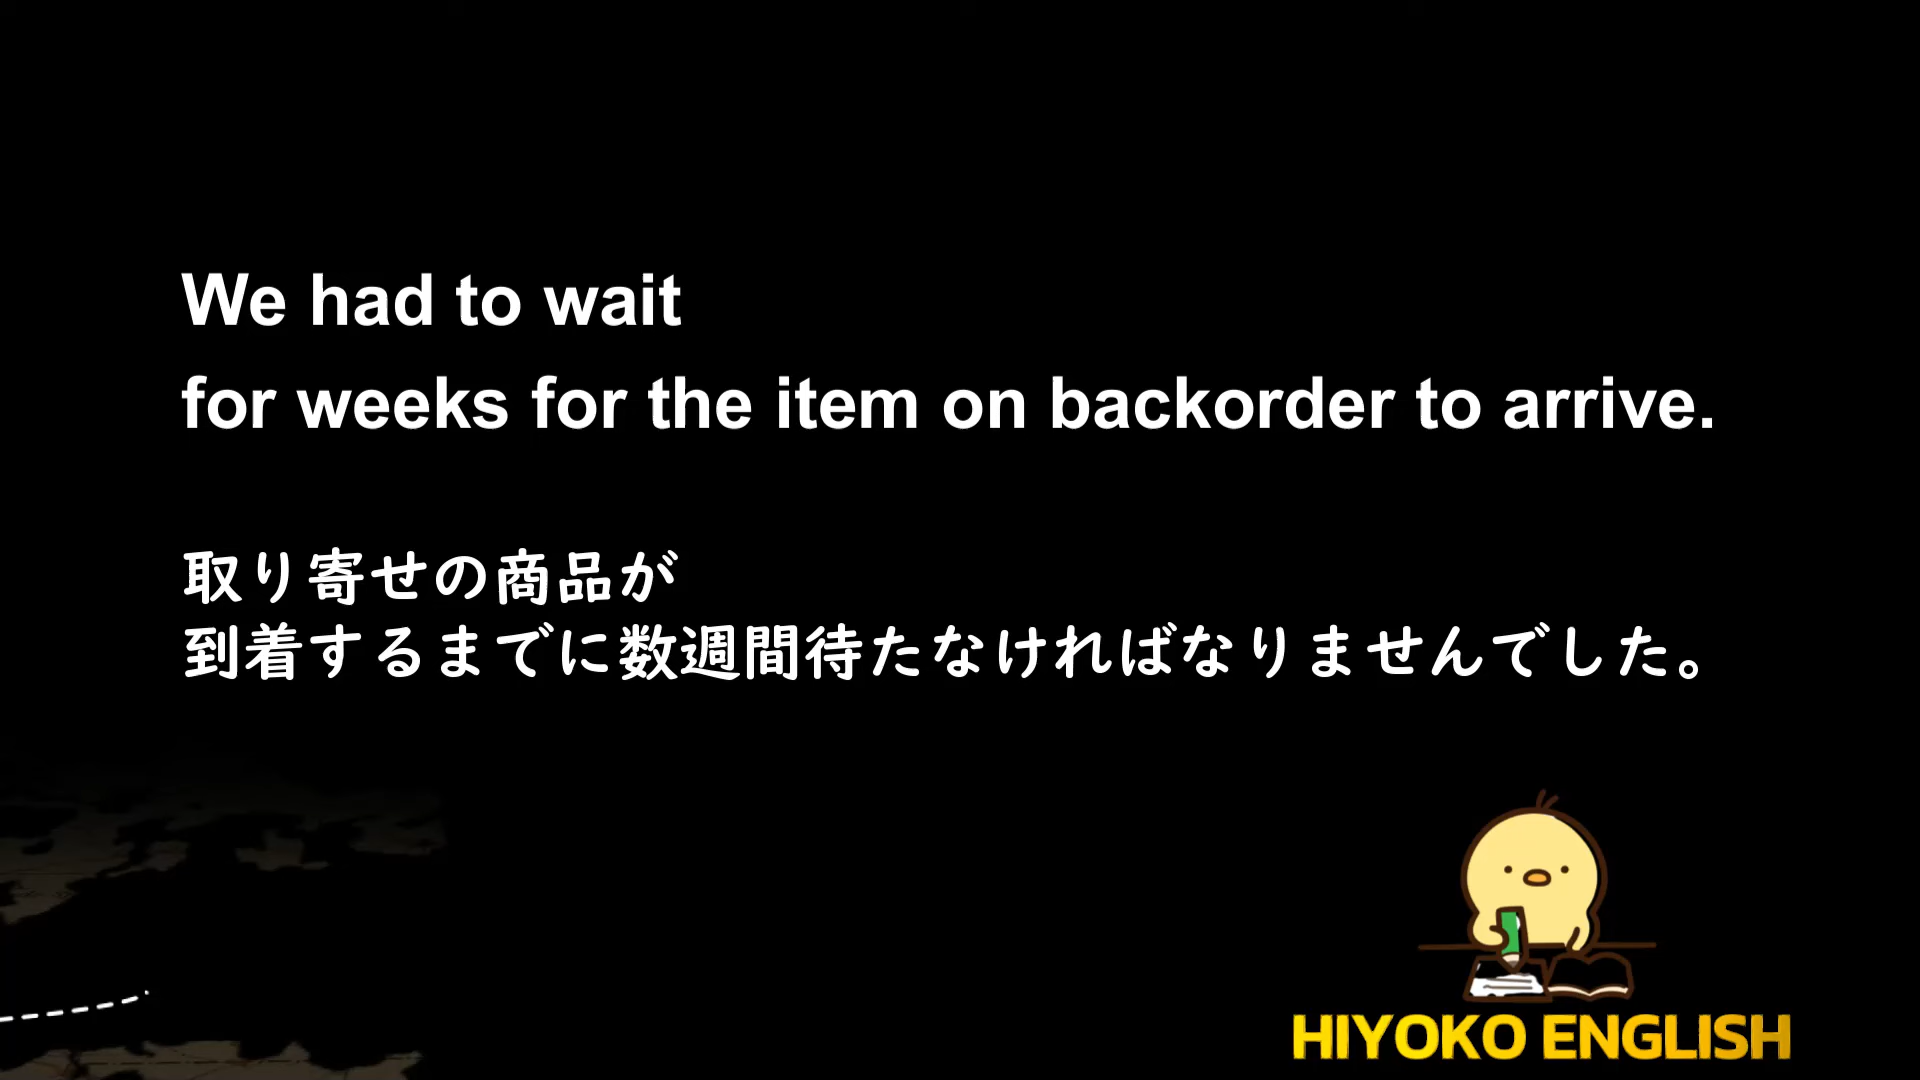 We had to wait
for weeks for the item on backorder to arrive.
取り寄せの商品が
到着するまでに数週間待たなければなりませんでした。
HIYOKO ENGLISH